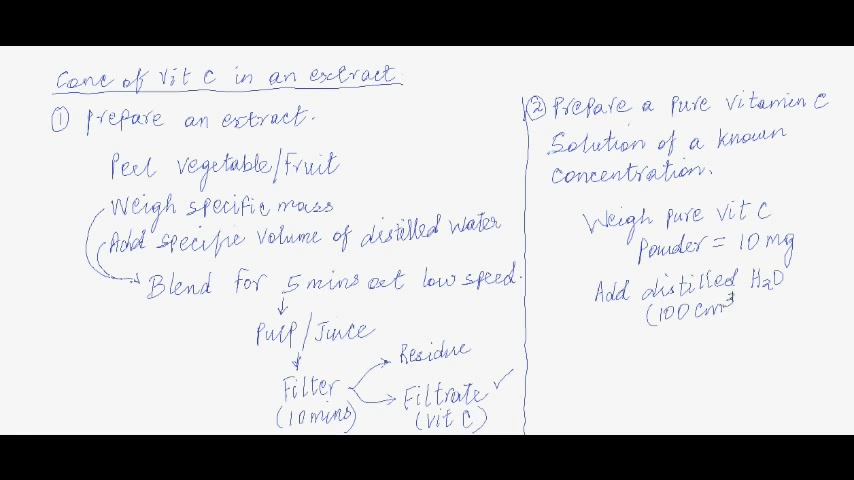 Conc of Vit C in an extract
① Prepare an extract.
Peel vegetable/Fruit
Weigh specific mass
Add specific volume of distilled water
Blend for 5 mins at low speed.
Pulp/Juice
Residue
Filter
(10 mins)
Filtrate ✓
(Vit C)
② Prepare a pure vitamin C
Solution of a known
concentration.
Weigh pure vit C
Powder = 10 mg
Add distilled H2O
(100 cm³